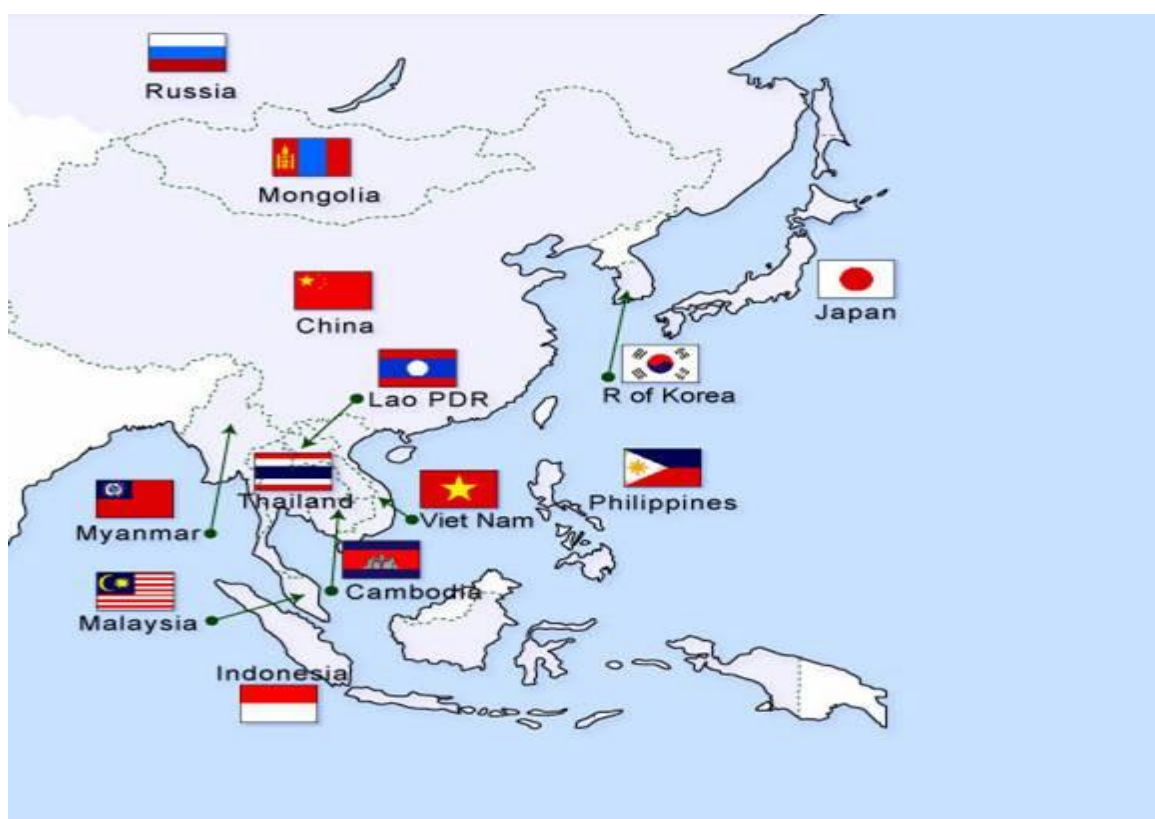 Russia
Mongolia
China
Japan
Lao PDR
R of Korea
Thailand
Philippines
Viet Nam
Myanmar
Cambodia
Malaysia
Indonesia